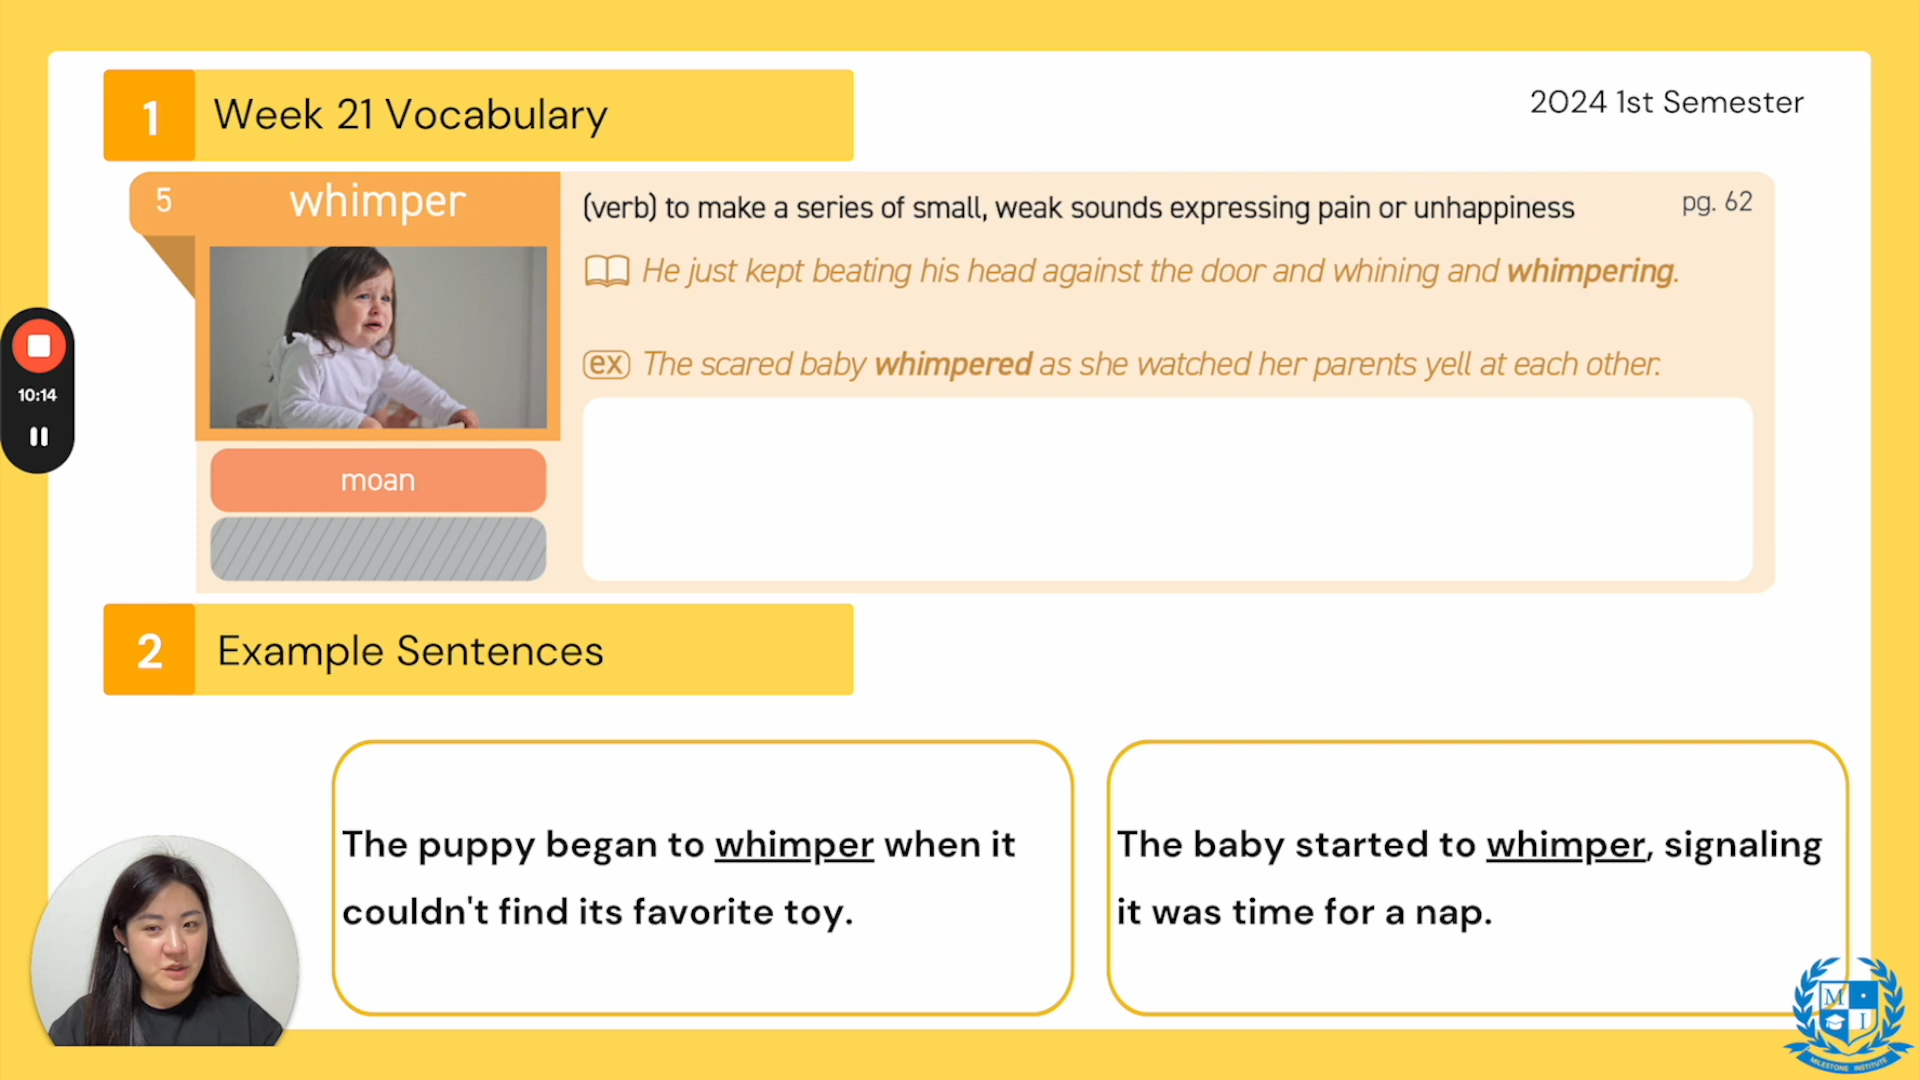 1
Week 21 Vocabulary
2024 1st Semester
5
whimper
(verb) to make a series of small, weak sounds expressing pain or unhappiness
pg. 62
He just kept beating his head against the door and whining and whimpering.
ex
The scared baby whimpered as she watched her parents yell at each other.
10:14
moan
2
Example Sentences
The puppy began to whimper when it
couldn't find its favorite toy.
The baby started to whimper, signaling
it was time for a nap.
M
I
MILESTONE INSTITUTE